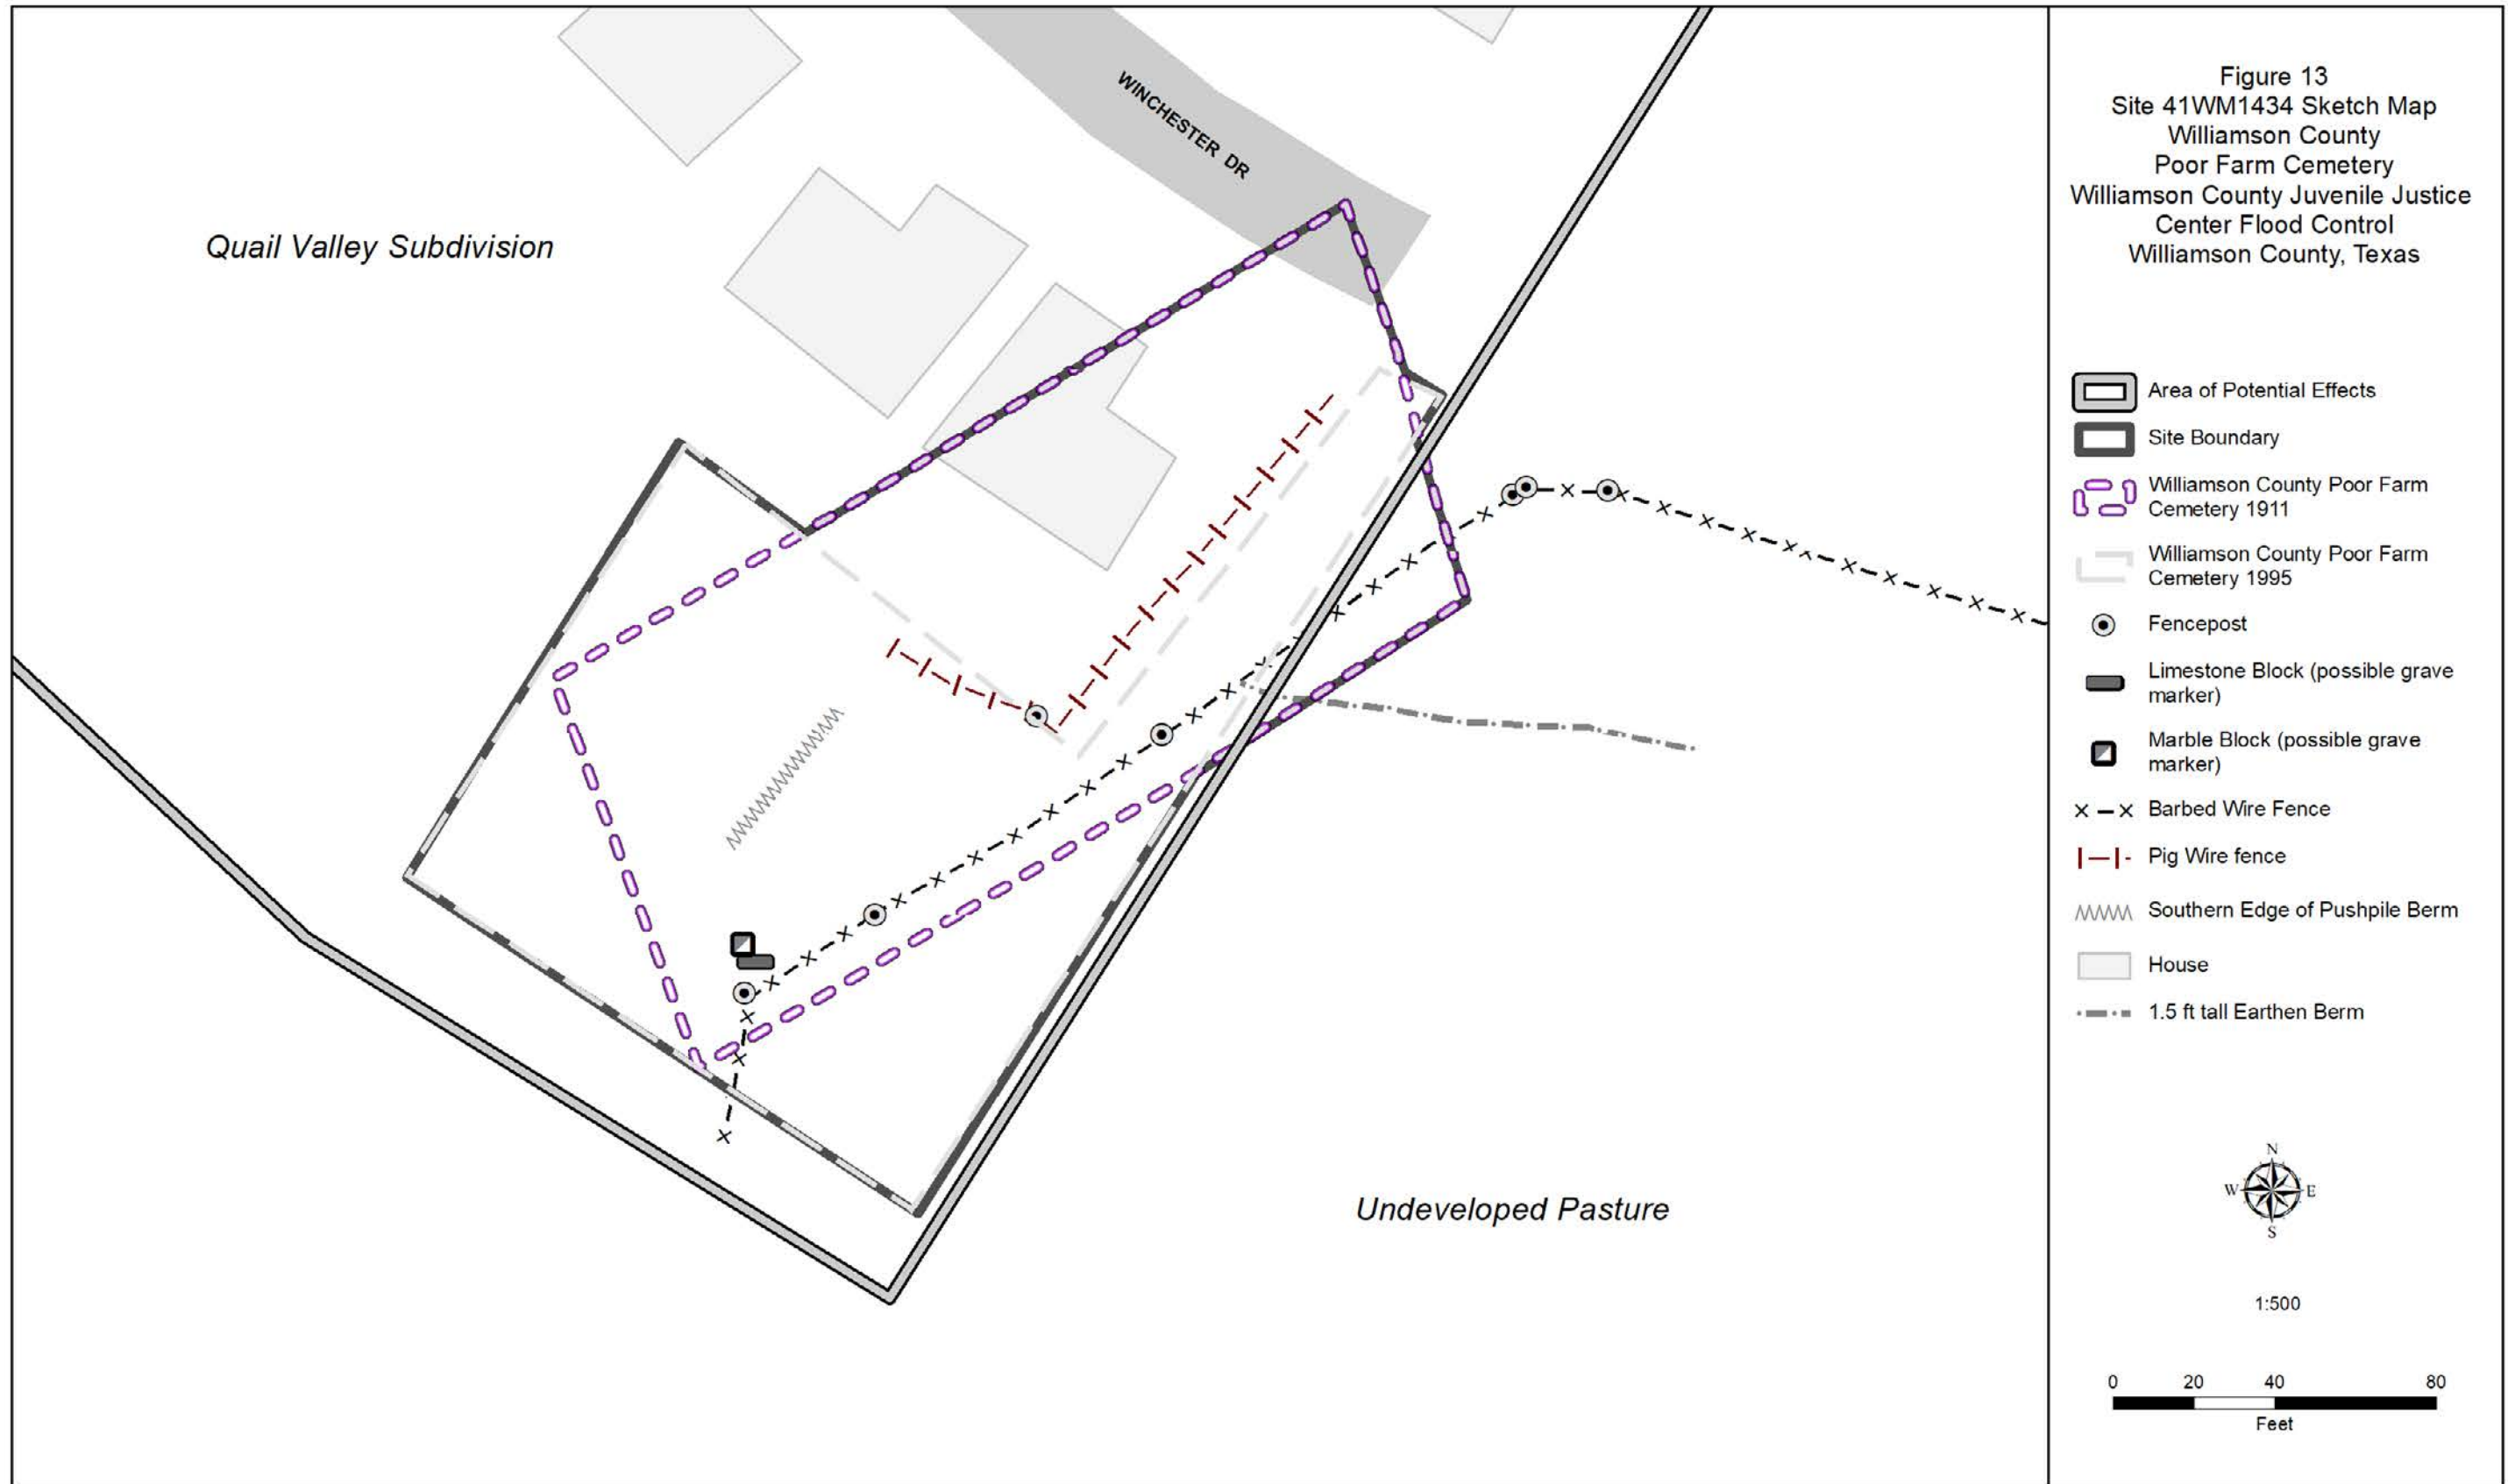 WINCHESTER DR
Quail Valley Subdivision
Undeveloped Pasture
Figure 13
Site 41WM1434 Sketch Map
Williamson County
Poor Farm Cemetery
Williamson County Juvenile Justice
Center Flood Control
Williamson County, Texas
Area of Potential Effects
Site Boundary
Williamson County Poor Farm
Cemetery 1911
Williamson County Poor Farm
Cemetery 1995
Fencepost
Limestone Block (possible grave
marker)
Marble Block (possible grave
marker)
Barbed Wire Fence
Pig Wire fence
Southern Edge of Pushpile Berm
House
1.5 ft tall Earthen Berm
N
W E
S
1:500
0 20 40 80
Feet